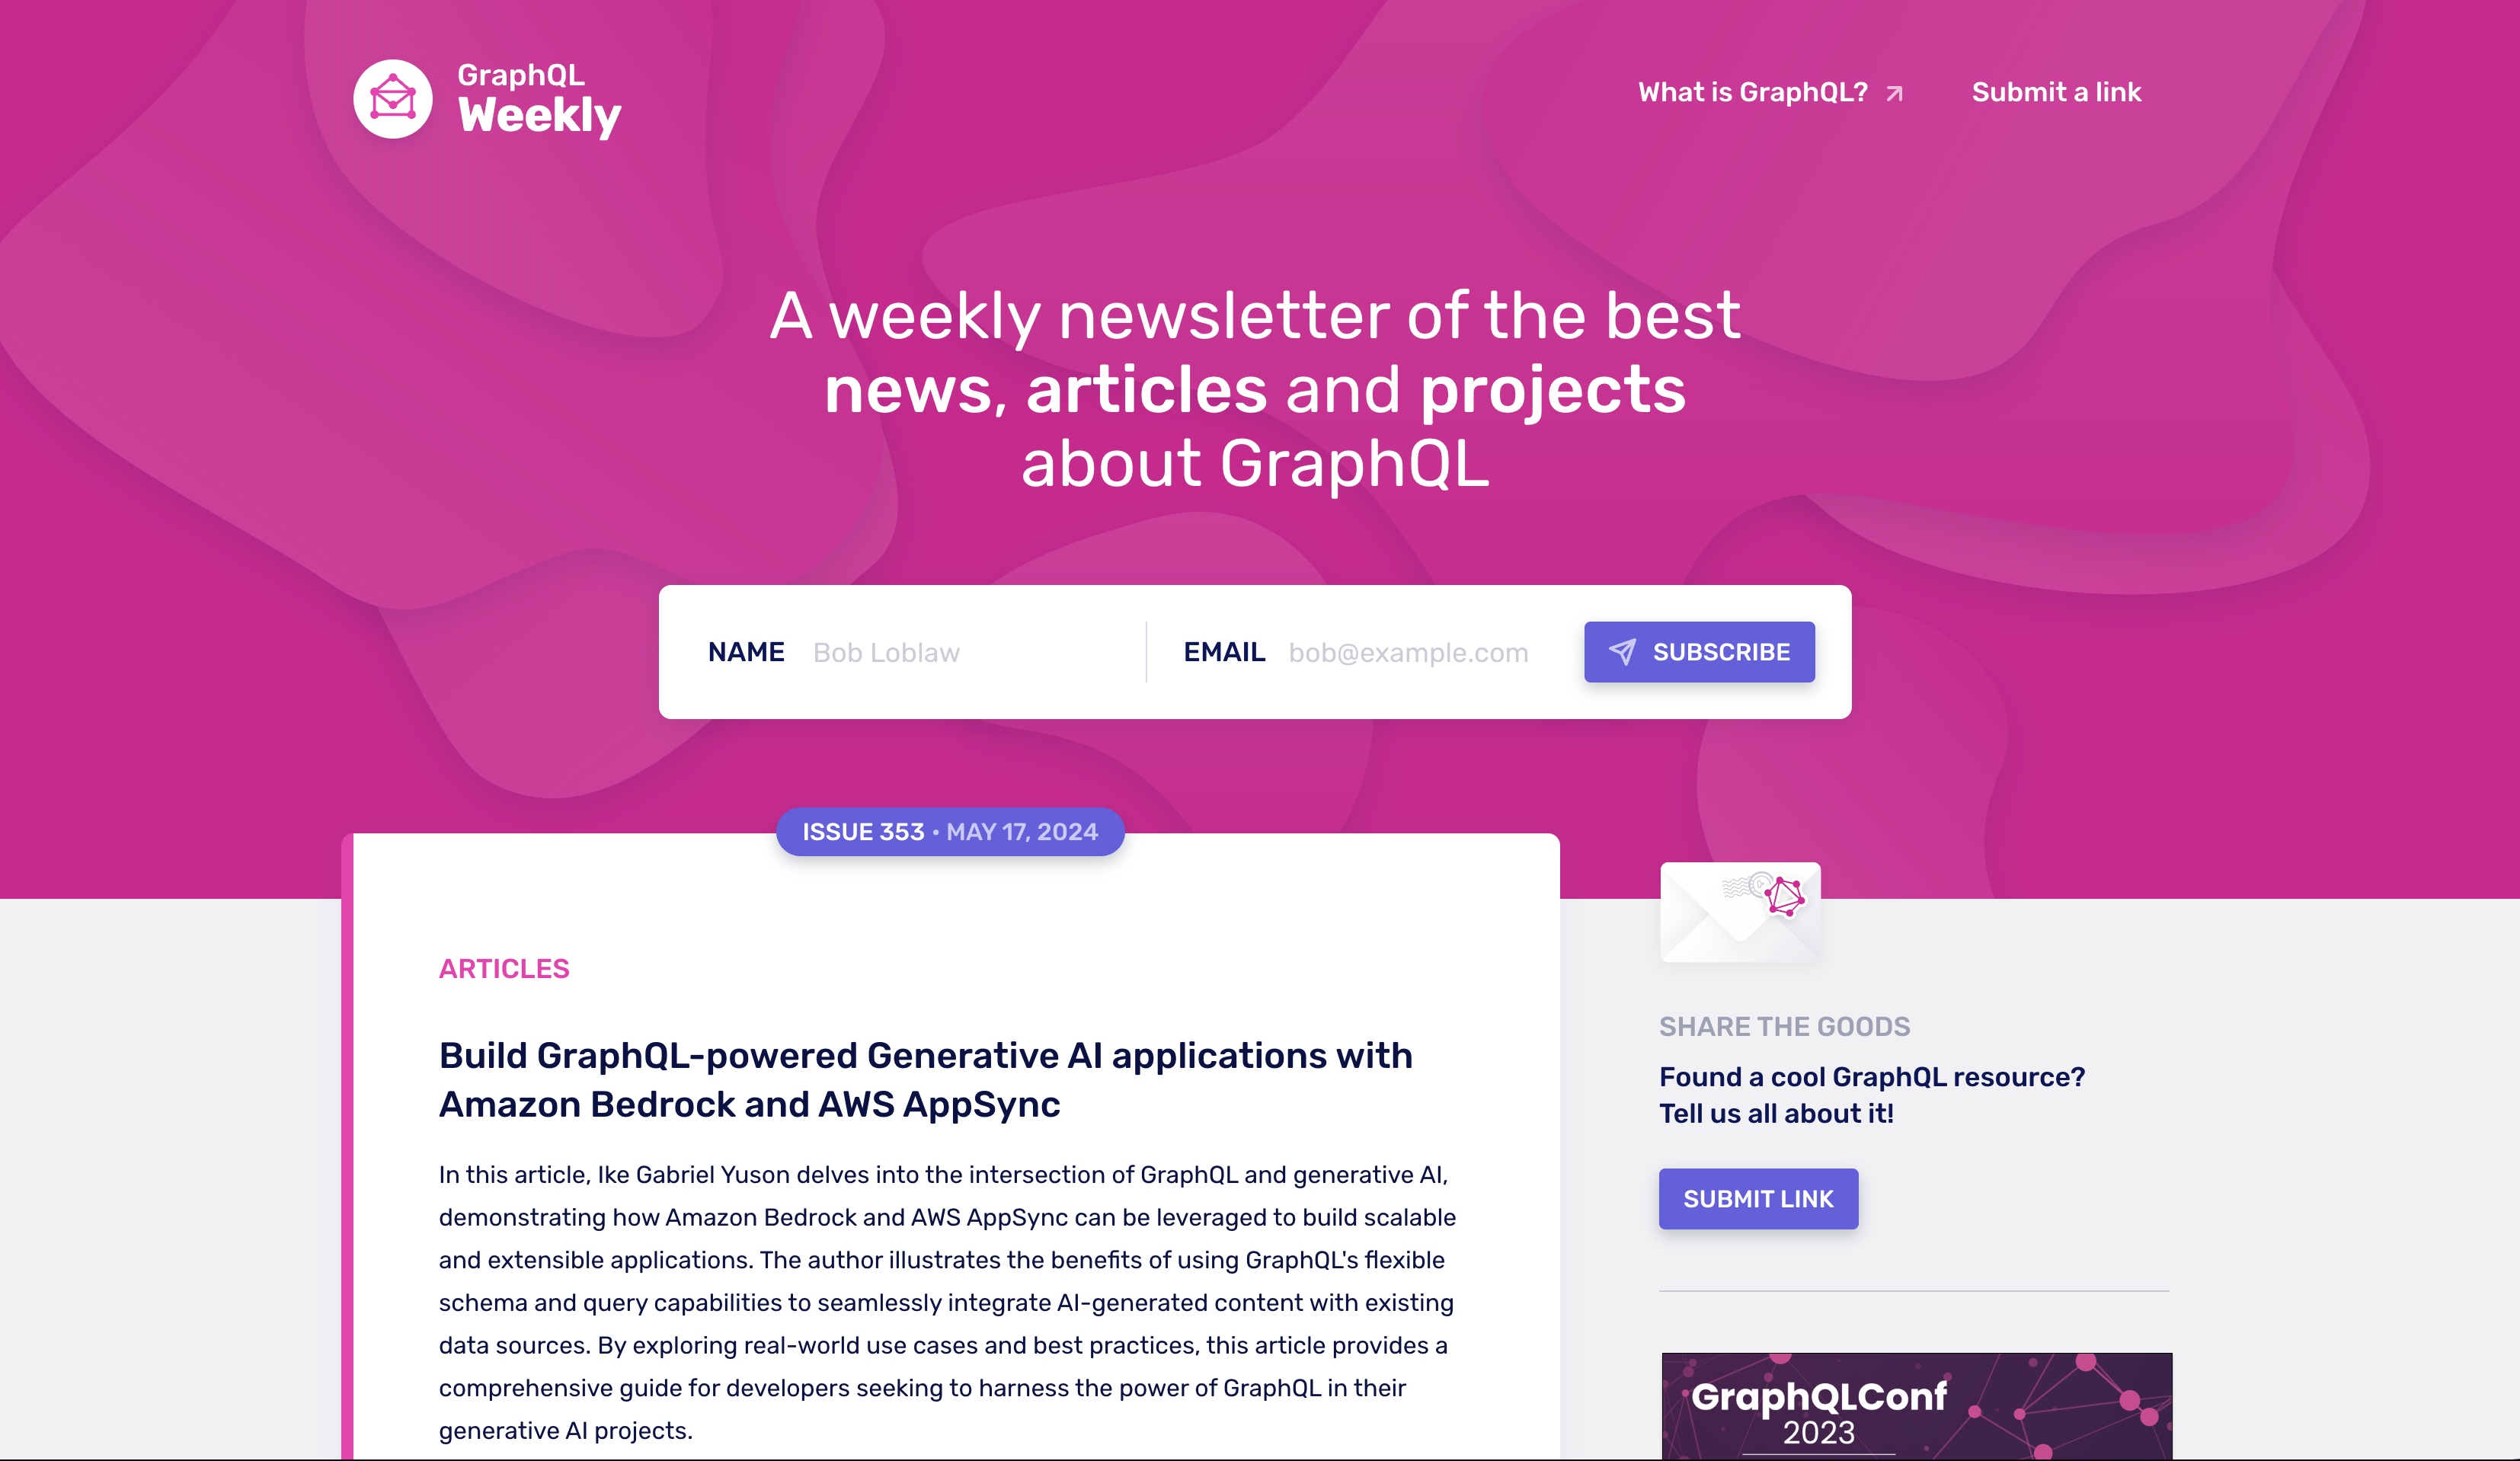 GraphQL
Weekly
What is GraphQL?
Submit a link
A weekly newsletter of the best
news, articles and projects
about GraphQL
NAME Bob Loblaw
EMAIL bob@example.com
SUBSCRIBE
ISSUE 353 • MAY 17, 2024
ARTICLES
Build GraphQL-powered Generative AI applications with
Amazon Bedrock and AWS AppSync
In this article, Ike Gabriel Yuson delves into the intersection of GraphQL and generative AI,
demonstrating how Amazon Bedrock and AWS AppSync can be leveraged to build scalable
and extensible applications. The author illustrates the benefits of using GraphQL's flexible
schema and query capabilities to seamlessly integrate AI-generated content with existing
data sources. By exploring real-world use cases and best practices, this article provides a
comprehensive guide for developers seeking to harness the power of GraphQL in their
generative AI projects.
SHARE THE GOODS
Found a cool GraphQL resource?
Tell us all about it!
SUBMIT LINK
GraphQLConf
2023